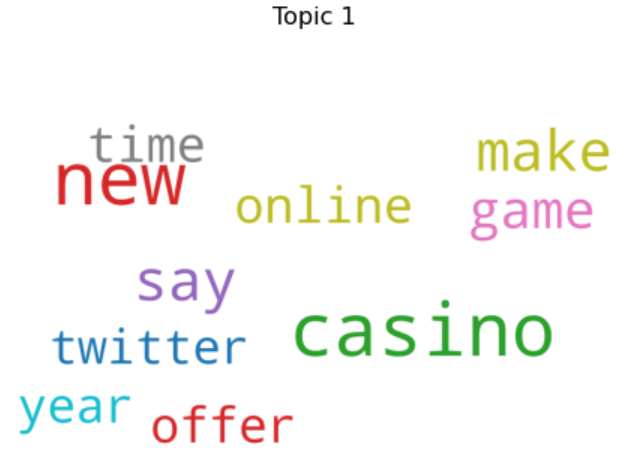 Topic 1
time
make
new
online
game
say
casino
twitter
year
offer